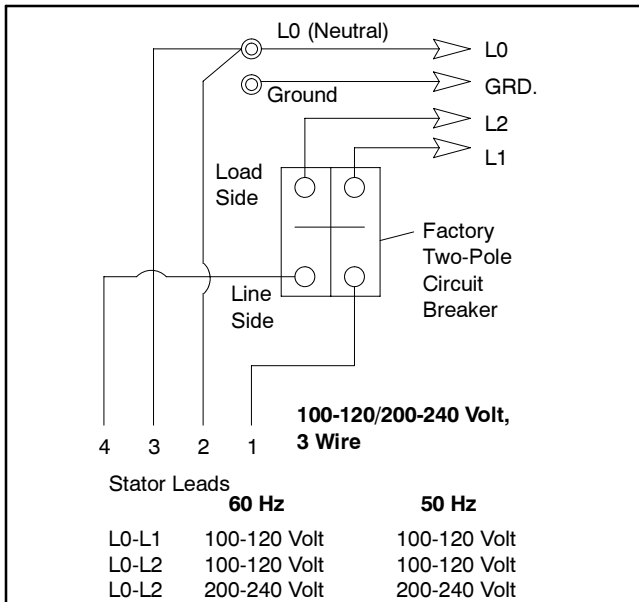 L0 (Neutral)
L0
Ground
GRD.
L2
L1
Load
Side
Factory
Two-Pole
Circuit
Breaker
Line
Side
4 3 2 1
100-120/200-240 Volt,
3 Wire
Stator Leads
60 Hz 50 Hz
L0-L1 100-120 Volt 100-120 Volt
L0-L2 100-120 Volt 100-120 Volt
L0-L2 200-240 Volt 200-240 Volt